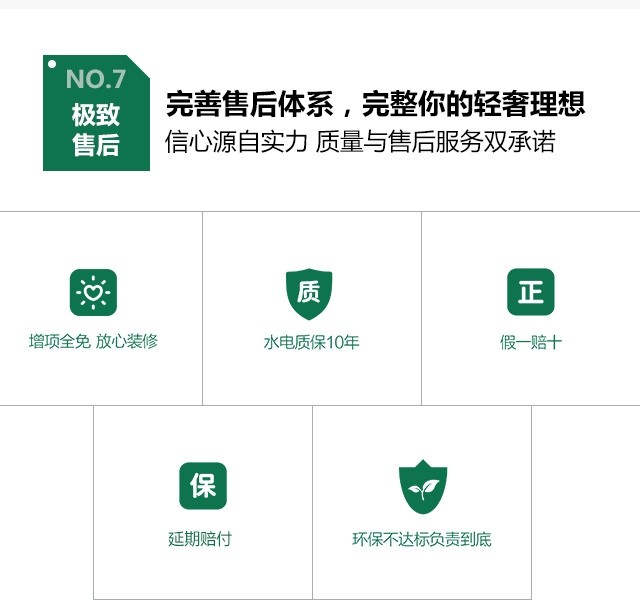 NO.7
极致
售后
完善售后体系，完整你的轻奢理想
信心源自实力 质量与售后服务双承诺
增项全免 放心装修
质
水电质保10年
正
假一赔十
保
延期赔付
环保不达标负责到底